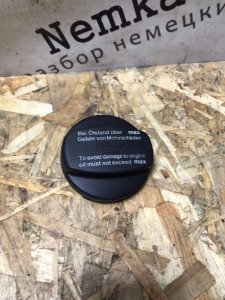 Nemka
разбор немецки
Bei Ölstand über max
Gefahr von Motorschäden
To avoid damage to engine
oil must not exceed max